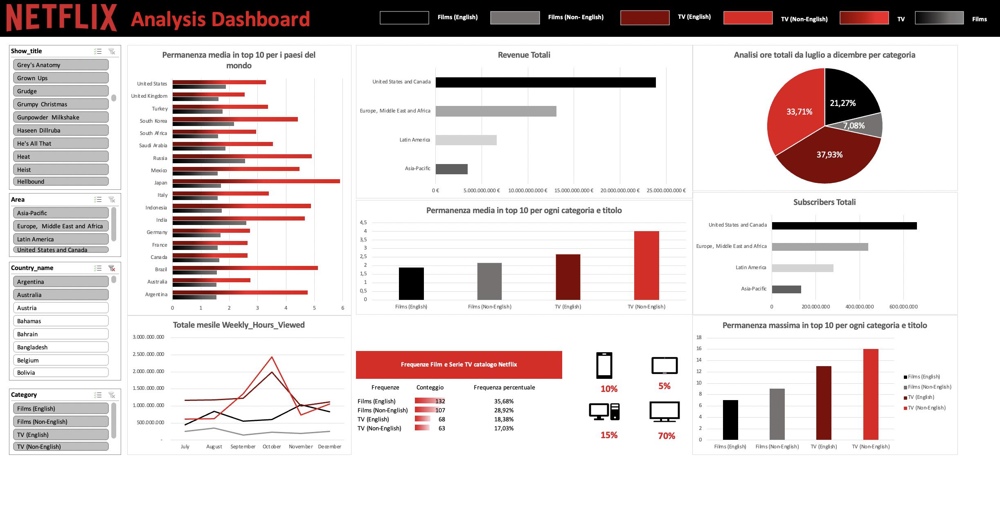 NETFLIX Analysis Dashboard
Films (English)
Films (Non- English)
TV (English)
TV (Non-English)
TV
Films
Show_title
Grey's Anatomy
Grown Ups
Grudge
Grumpy Christmas
Gunpowder Milkshake
Haseen Dillruba
He's All That
Heat
Heist
Hellbound
Area
Asia-Pacific
Europe, Middle East and Africa
Latin America
United States and Canada
Country_name
Argentina
Australia
Austria
Bahamas
Bahrain
Bangladesh
Belgium
Bolivia
Category
Films (English)
Films (Non-English)
TV (English)
TV (Non-English)
Permanenza media in top 10 per i paesi del
mondo
United States
United Kingdom
Turkey
South Korea
South Africa
Saudi Arabia
Russia
Mexico
Japan
Italy
Indonesia
India
Germany
France
Canada
Brazil
Australia
Argentina
0 1 2 3 4 5 6
Totale mesile Weekly_Hours_Viewed
3.000.000.000
2.500.000.000
2.000.000.000
1.500.000.000
1.000.000.000
500.000.000
-
July August September October November December
Revenue Totali
United States and Canada
Europe, Middle East and Africa
Latin America
Asia-Pacific
0 € 5.000.000.000 € 10.000.000.000 € 15.000.000.000 € 20.000.000.000 € 25.000.000.000 €
Permanenza media in top 10 per ogni categoria e titolo
4,5
4
3,5
3
2,5
2
1,5
1
0,5
0
Films (English) Films (Non-English) TV (English) TV (Non-English)
Frequenze Film e Serie TV catalogo Netflix
Frequenze Conteggio Frequenza percentuale
Films (English) 132 35,68%
Films (Non-English) 107 28,92%
TV (English) 68 18,38%
TV (Non-English) 63 17,03%
10%
5%
15%
70%
Analisi ore totali da luglio a dicembre per categoria
21,27%
7,08%
37,93%
33,71%
Subscribers Totali
United States and Canada
Europe, Middle East and Africa
Latin America
Asia-Pacific
0 200.000.000 400.000.000 600.000.000
Permanenza massima in top 10 per ogni categoria e titolo
18
16
14
12
10
8
6
4
2
0
Films (English) Films (Non-English) TV (English) TV (Non-English)
Films (English)
Films (Non-English)
TV (English)
TV (Non-English)